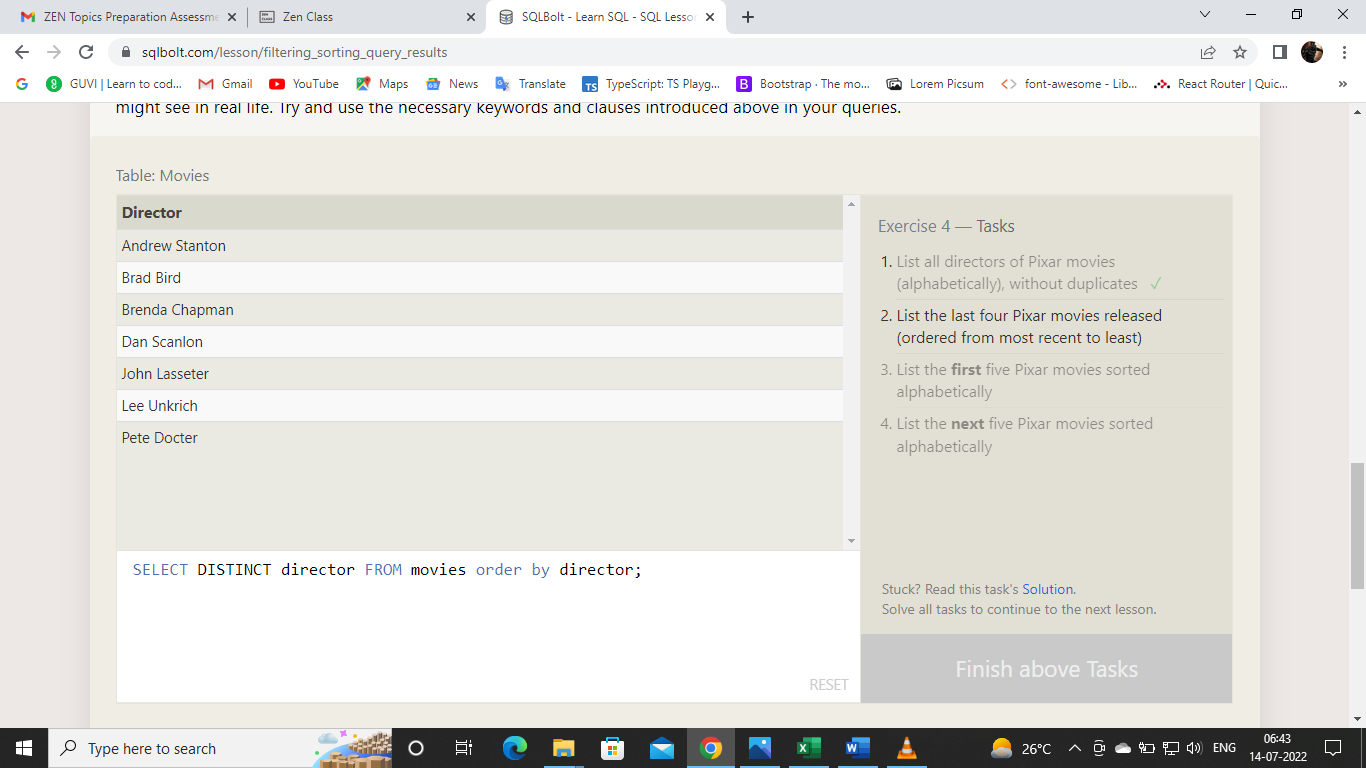 ZEN Topics Preparation Assessme
Zen Class
SQLBolt - Learn SQL - SQL Lesso
sqlbolt.com/lesson/filtering_sorting_query_results
GUVI | Learn to cod...
Gmail
YouTube
Maps
News
Translate
TypeScript: TS Playg...
Bootstrap · The mo...
Lorem Picsum
font-awesome - Lib...
React Router | Quic...
»
might see in real life. Try and use the necessary keywords and clauses introduced above in your queries.
Table: Movies
Director
Andrew Stanton
Brad Bird
Brenda Chapman
Dan Scanlon
John Lasseter
Lee Unkrich
Pete Docter
SELECT DISTINCT director FROM movies order by director;
RESET
Exercise 4 — Tasks
1. List all directors of Pixar movies
(alphabetically), without duplicates ✓
2. List the last four Pixar movies released
(ordered from most recent to least)
3. List the first five Pixar movies sorted
alphabetically
4. List the next five Pixar movies sorted
alphabetically
Stuck? Read this task's Solution.
Solve all tasks to continue to the next lesson.
Finish above Tasks
Type here to search
26°C
ENG
06:43
14-07-2022